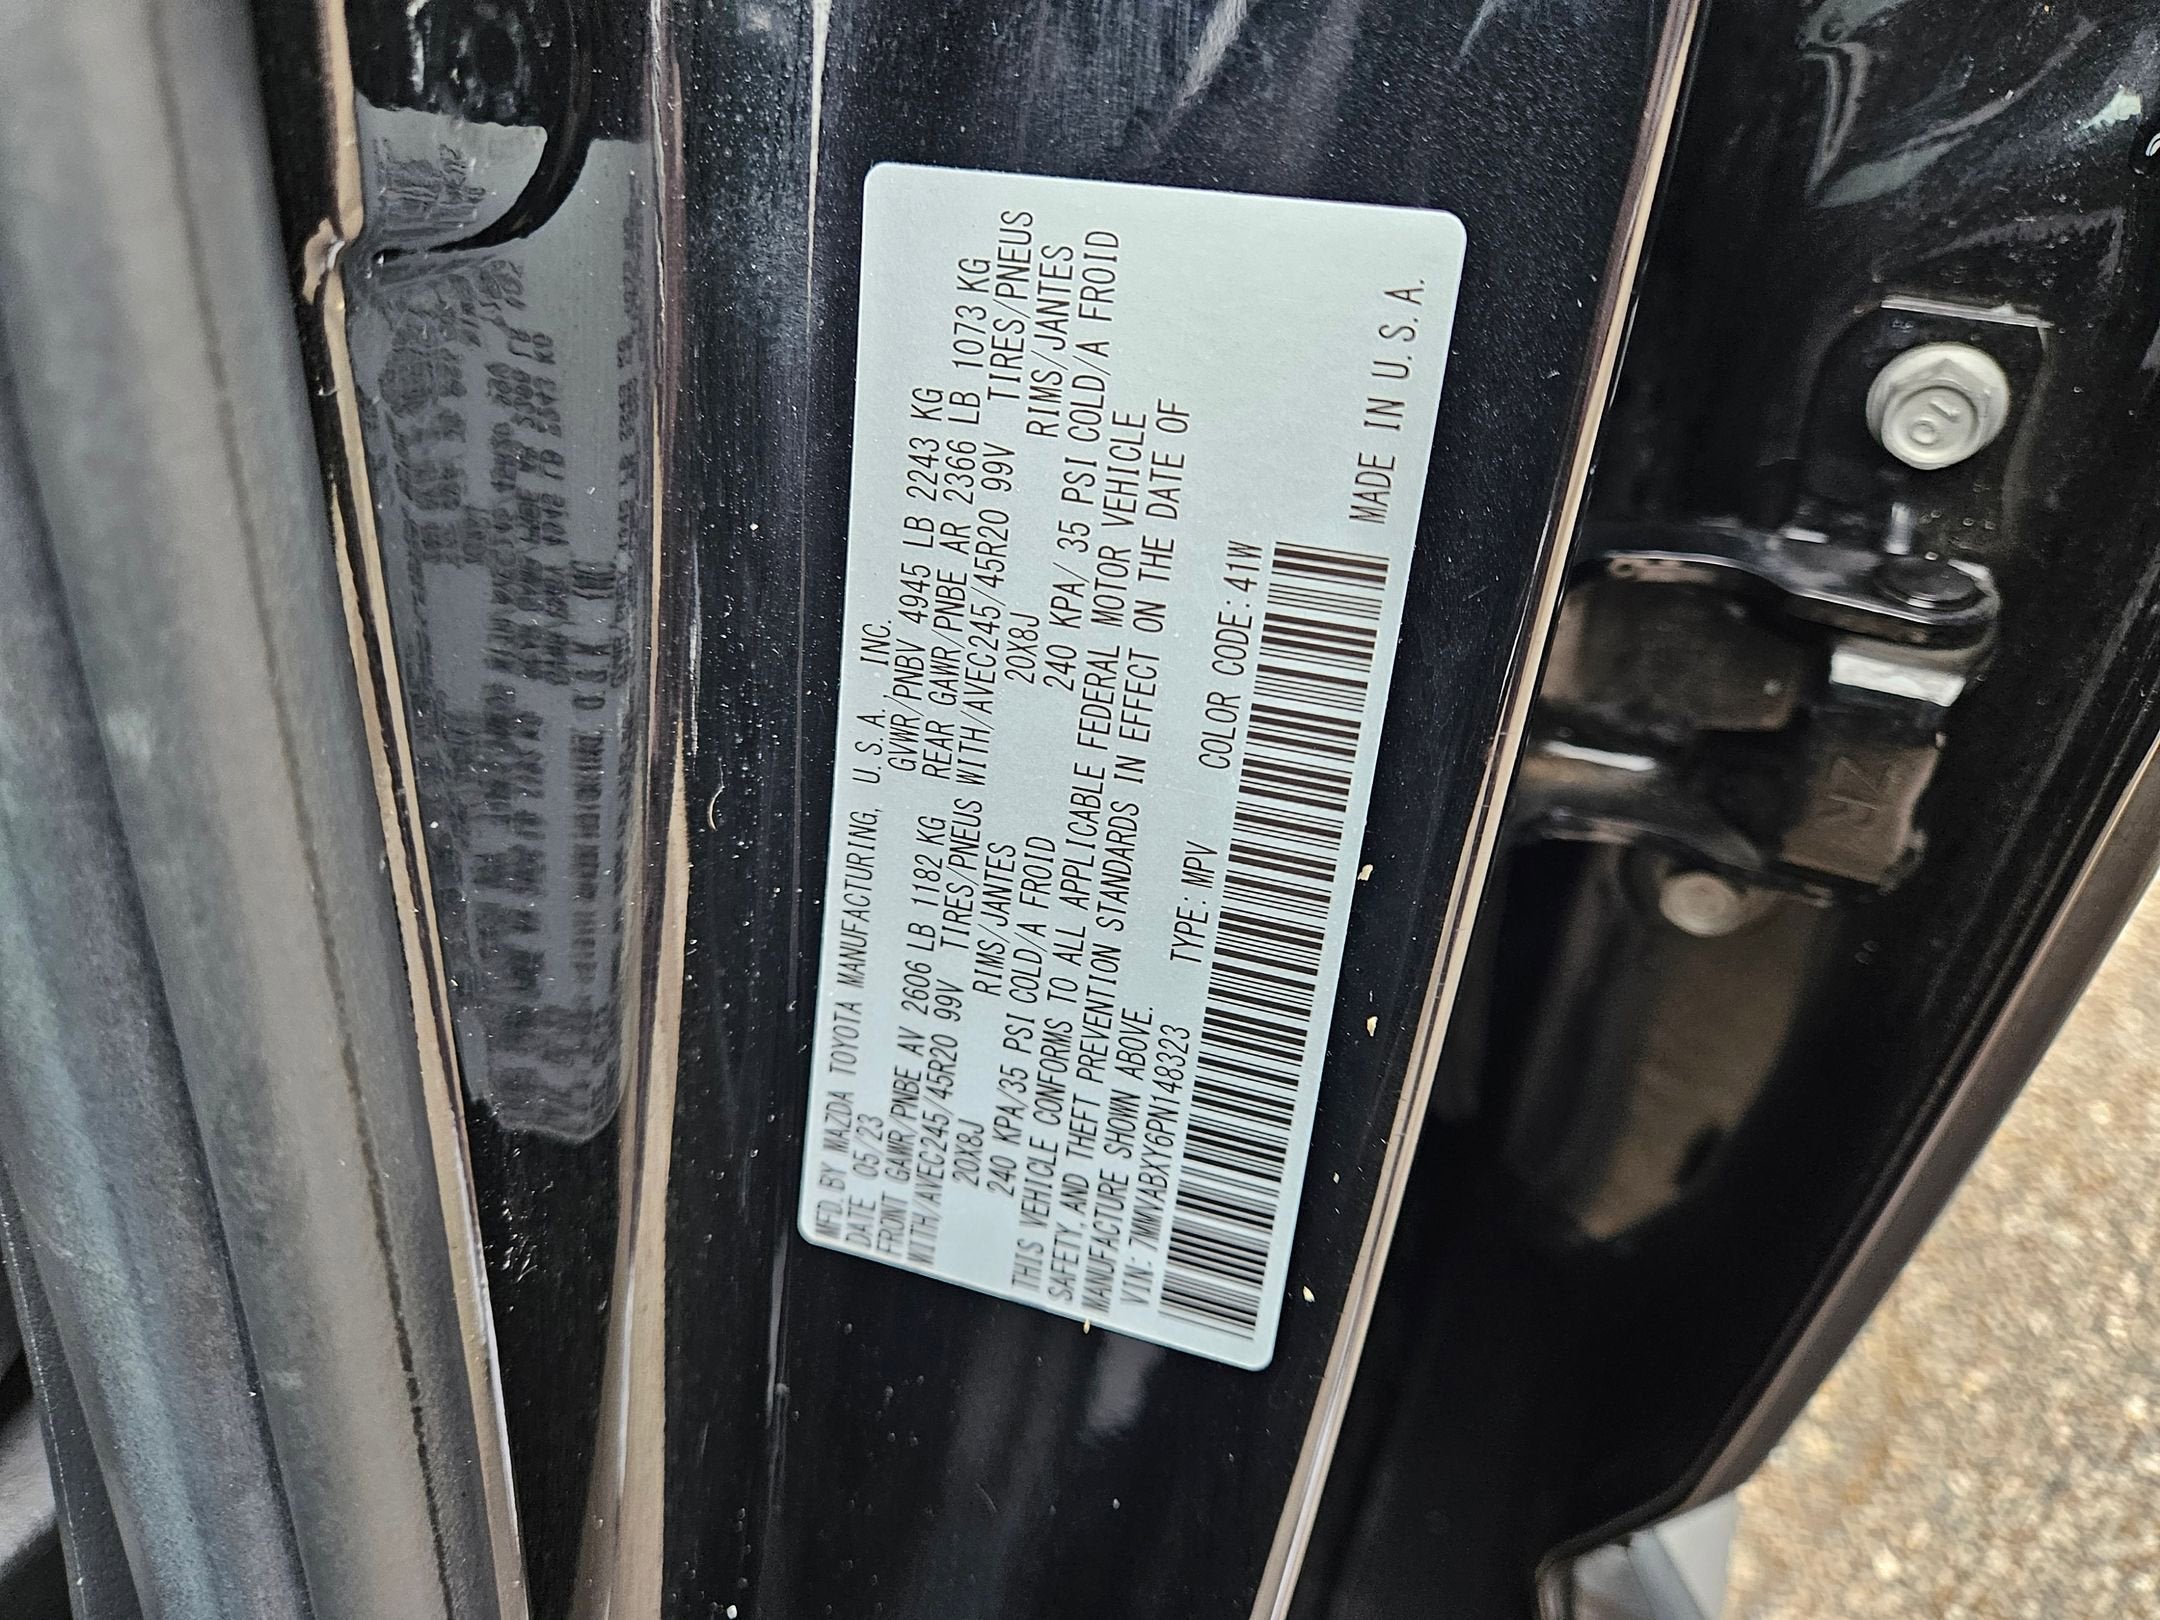 MFD.BY MAZDA TOYOTA MANUFACTURING, U.S.A., INC.
DATE 05/23 GVWR/PNBV 4945 LB 2243 KG
FRONT GAWR/PNBE AV 2606 LB 1182 KG REAR GAWR/PNBE AR 2366 LB 1073 KG
WITH/AVEC245/45R20 99V TIRES/PNEUS WITH/AVEC245/45R20 99V TIRES/PNEUS
20X8J RIMS/JANTES 20X8J RIMS/JANTES
240 KPA/35 PSI COLD/A FROID 240 KPA/ 35 PSI COLD/A FROID
THIS VEHICLE CONFORMS TO ALL APPLICABLE FEDERAL MOTOR VEHICLE
SAFETY, AND THEFT PREVENTION STANDARDS IN EFFECT ON THE DATE OF
MANUFACTURE SHOWN ABOVE.
VIN: 7MMVABXY6PN148323 TYPE: MPV COLOR CODE: 41W
MADE IN U.S.A.